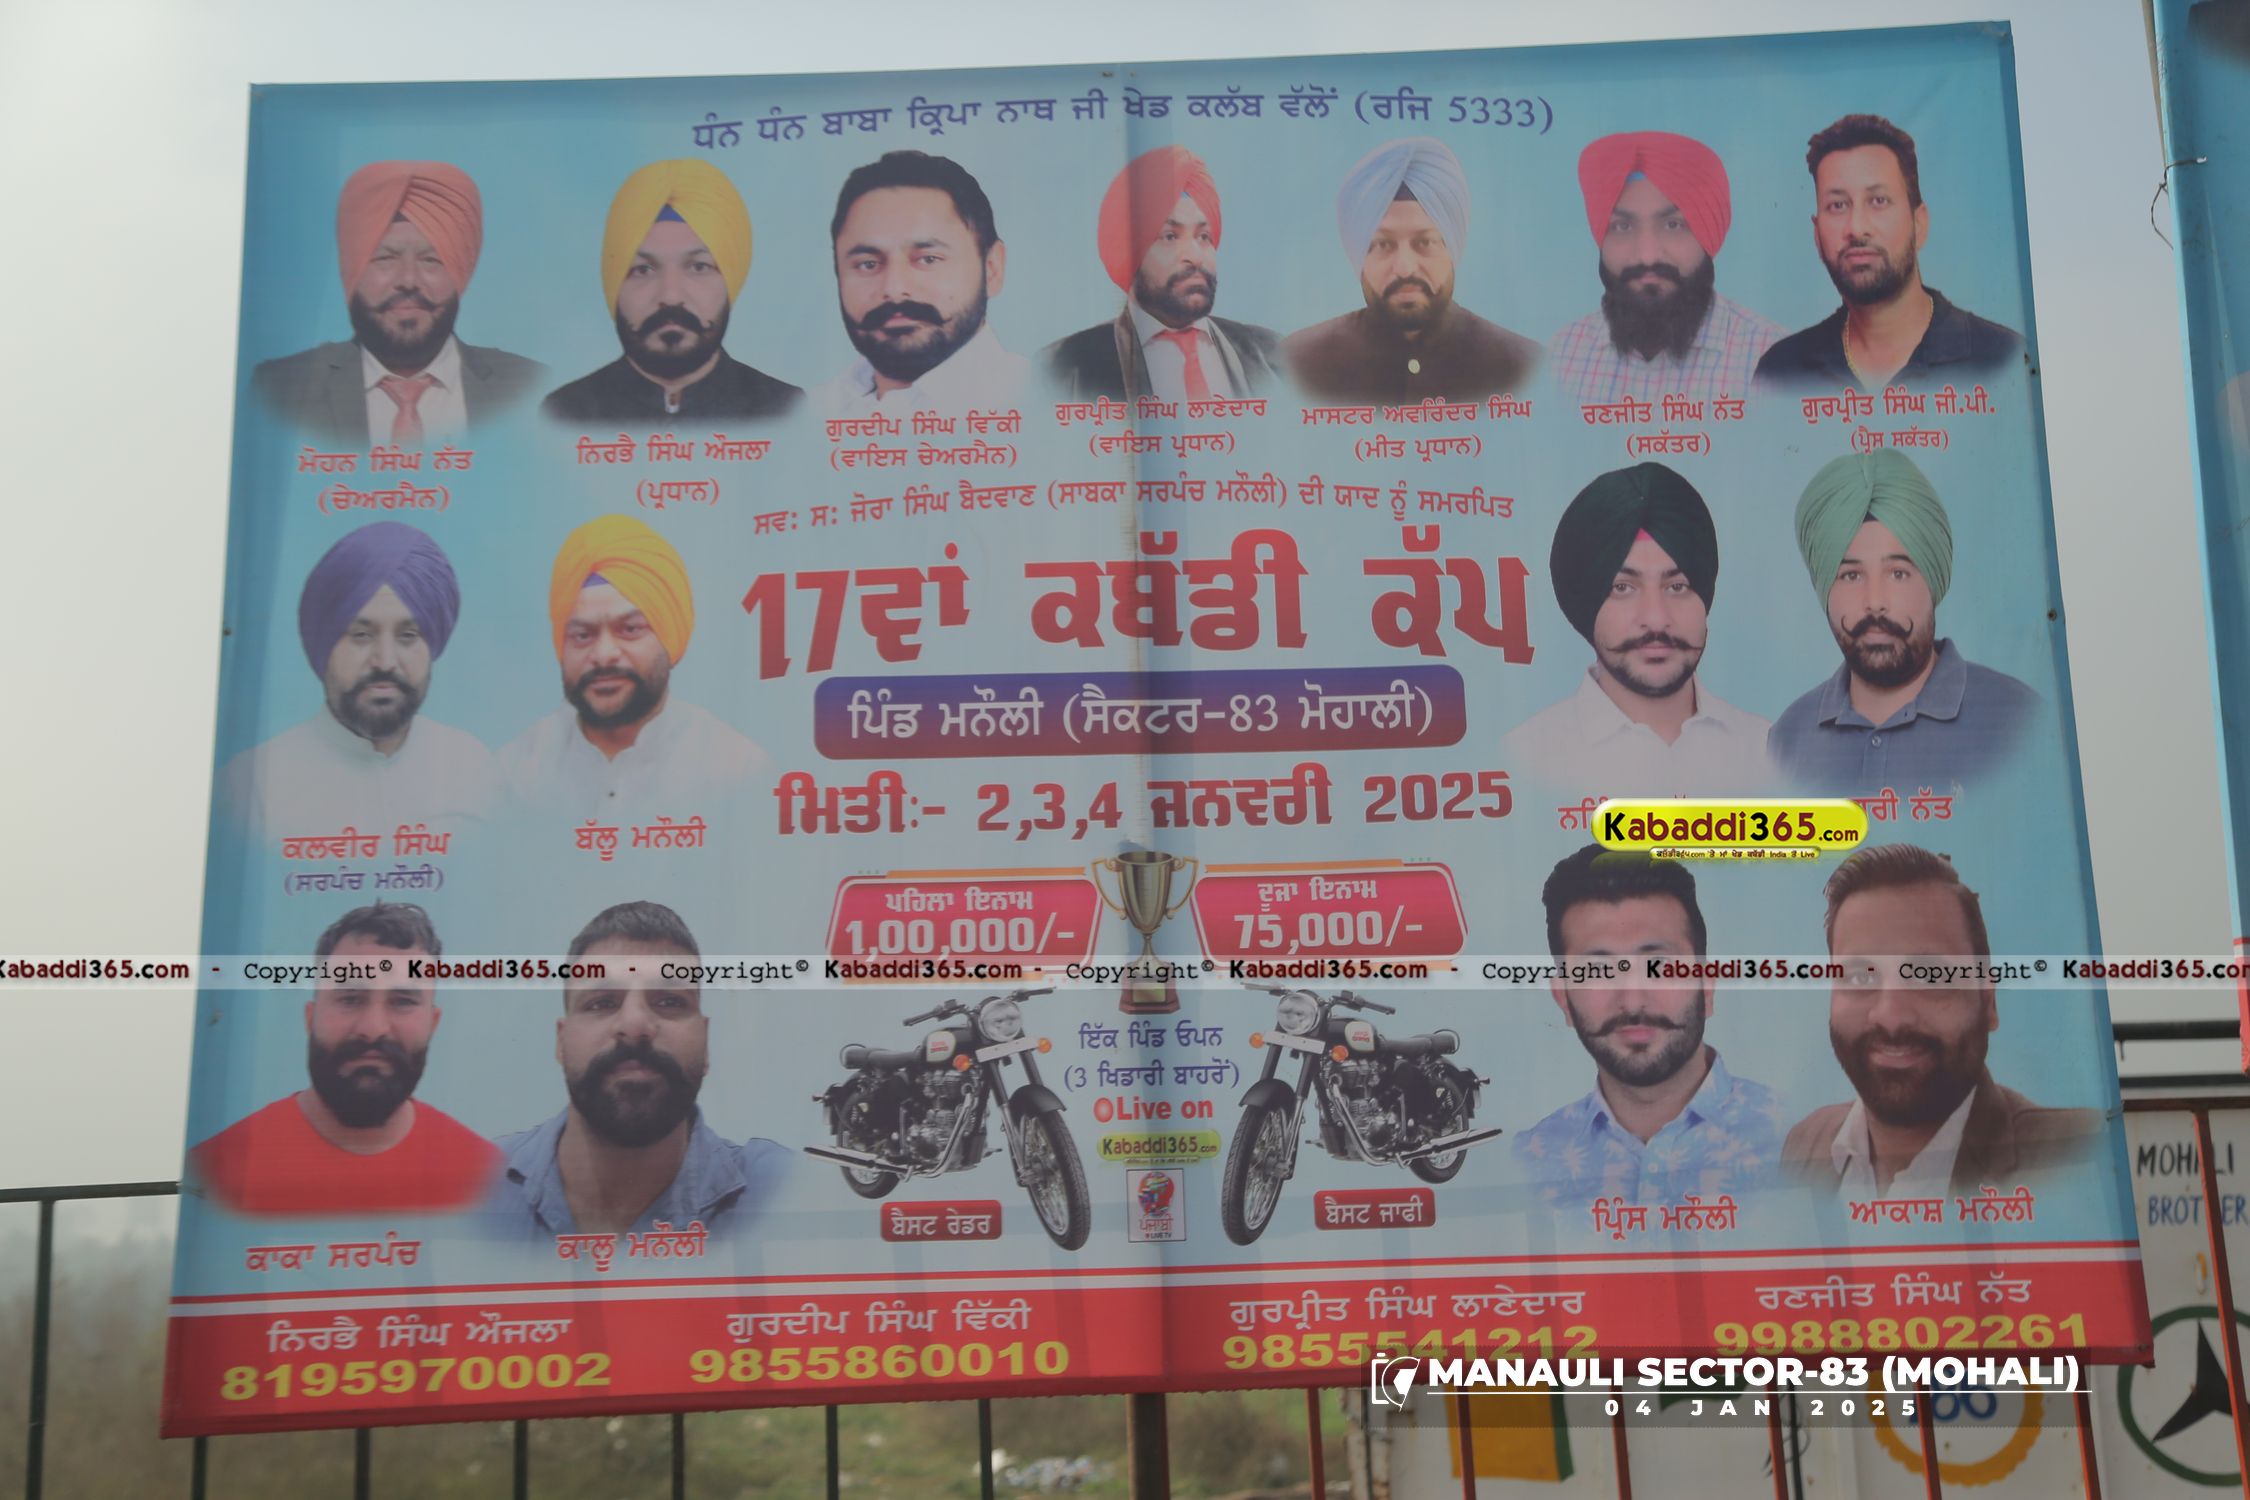 ਧੰਨ ਧੰਨ ਬਾਬਾ ਕ੍ਰਿਪਾ ਨਾਥ ਜੀ ਖੇਡ ਕਲੱਬ ਵੱਲੋਂ (ਰਜਿ 5333)
ਮੋਹਨ ਸਿੰਘ ਨੱਤ
(ਚੇਅਰਮੈਨ)
ਨਿਰਭੈ ਸਿੰਘ ਔਜਲਾ
(ਪ੍ਰਧਾਨ)
ਗੁਰਦੀਪ ਸਿੰਘ ਵਿੱਕੀ
(ਵਾਇਸ ਚੇਅਰਮੈਨ)
ਗੁਰਪ੍ਰੀਤ ਸਿੰਘ ਲਾਣੇਦਾਰ
(ਵਾਇਸ ਪ੍ਰਧਾਨ)
ਮਾਸਟਰ ਅਵਰਿੰਦਰ ਸਿੰਘ
(ਮੀਤ ਪ੍ਰਧਾਨ)
ਰਣਜੀਤ ਸਿੰਘ ਨੱਤ
(ਸਕੱਤਰ)
ਗੁਰਪ੍ਰੀਤ ਸਿੰਘ ਜੀ.ਪੀ.
(ਪ੍ਰੈਸ ਸਕੱਤਰ)
ਸਵ: ਸ: ਜੋਰਾ ਸਿੰਘ ਬੈਦਵਾਣ (ਸਾਬਕਾ ਸਰਪੰਚ ਮਨੌਲੀ) ਦੀ ਯਾਦ ਨੂੰ ਸਮਰਪਿਤ
17ਵਾਂ ਕਬੱਡੀ ਕੱਪ
ਪਿੰਡ ਮਨੌਲੀ (ਸੈਕਟਰ-83 ਮੋਹਾਲੀ)
ਮਿਤੀ:- 2,3,4 ਜਨਵਰੀ 2025
ਕਲਵੀਰ ਸਿੰਘ
(ਸਰਪੰਚ ਮਨੌਲੀ)
ਬੱਲੂ ਮਨੌਲੀ
ਨੱਤ
Kabaddi365.com
ਪਹਿਲਾ ਇਨਾਮ
1,00,000/-
ਦੂਜਾ ਇਨਾਮ
75,000/-
Kabaddi365.com - Copyright© Kabaddi365.com - Copyright© Kabaddi365.com - Copyright© Kabaddi365.com - Copyright© Kabaddi365.com - Copyright© Kabaddi365.com
ਇੱਕ ਪਿੰਡ ਓਪਨ
(3 ਖਿਡਾਰੀ ਬਾਹਰੋਂ)
Live on
Kabaddi365.com
ਪੰਜਾਬੀ
LIVE TV
ਬੈਸਟ ਰੇਡਰ
ਬੈਸਟ ਜਾਫੀ
ਕਾਕਾ ਸਰਪੰਚ
ਕਾਲੂ ਮਨੌਲੀ
ਪ੍ਰਿੰਸ ਮਨੌਲੀ
ਆਕਾਸ਼ ਮਨੌਲੀ
ਨਿਰਭੈ ਸਿੰਘ ਔਜਲਾ
8195970002
ਗੁਰਦੀਪ ਸਿੰਘ ਵਿੱਕੀ
9855860010
ਗੁਰਪ੍ਰੀਤ ਸਿੰਘ ਲਾਣੇਦਾਰ
9855541212
ਰਣਜੀਤ ਸਿੰਘ ਨੱਤ
9988802261
MOHALI
BROTHER
MANAULI SECTOR-83 (MOHALI)
04 JAN 2025